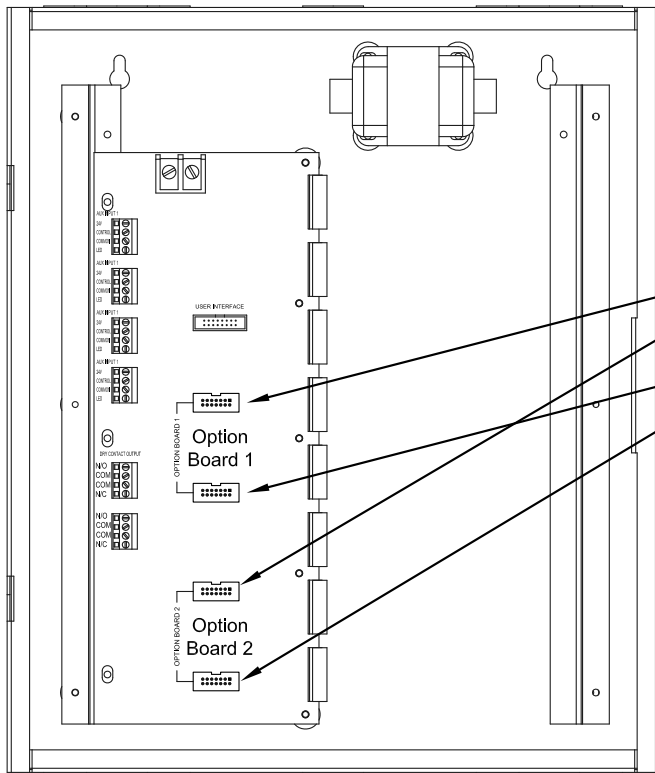 AUX INPUT 1
24V
CONTROL
COMMON
LED
AUX INPUT 1
24V
CONTROL
COMMON
LED
AUX INPUT 1
24V
CONTROL
COMMON
LED
AUX INPUT 1
24V
CONTROL
COMMON
LED
USER INTERFACE
OPTION BOARD 1
Option
Board 1
DRY CONTACT OUTPUT
N/O
COM
COM
N/C
N/O
COM
COM
N/C
OPTION BOARD 2
Option
Board 2